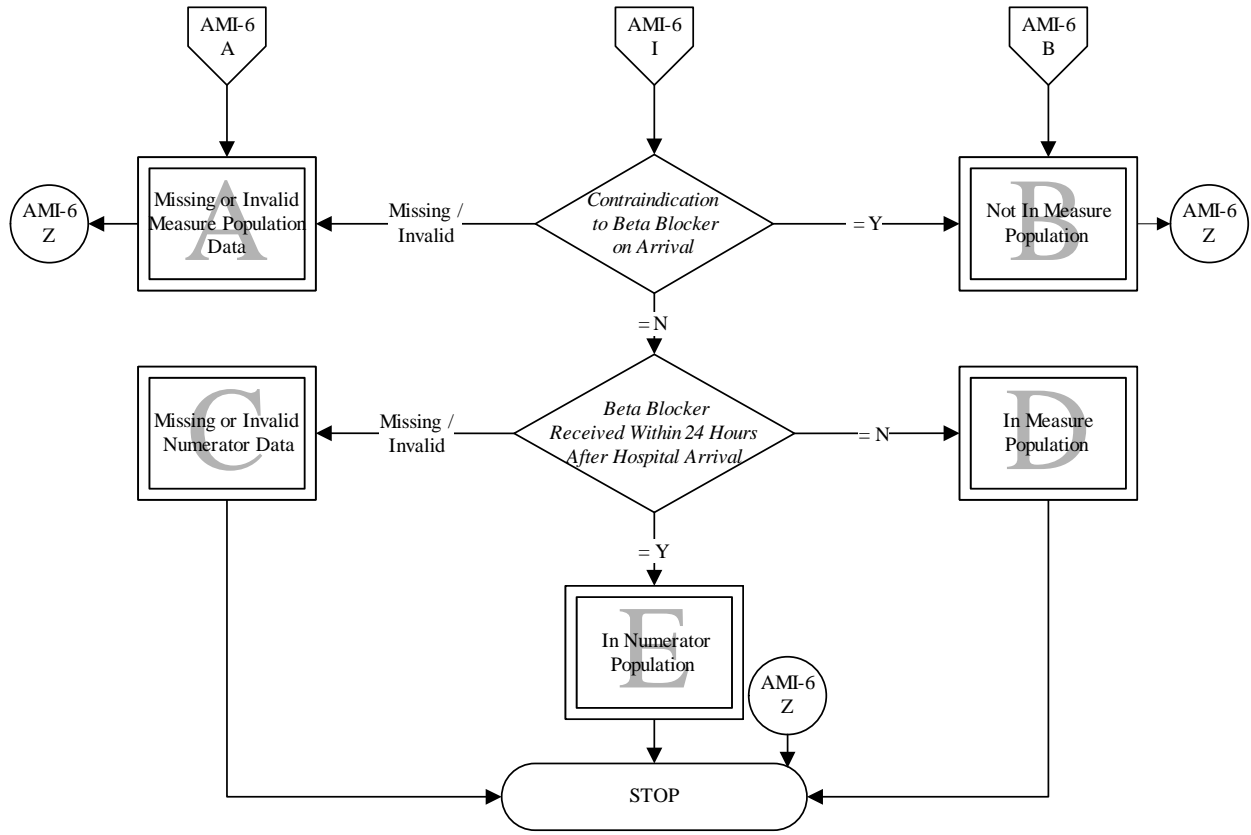 AMI-6
A
AMI-6
I
AMI-6
B
AMI-6
Z
A
Missing or Invalid
Measure Population
Data
Missing /
Invalid
Contraindication
to Beta Blocker
on Arrival
= Y
B
Not In Measure
Population
AMI-6
Z
= N
C
Missing or Invalid
Numerator Data
Missing /
Invalid
Beta Blocker
Received Within 24 Hours
After Hospital Arrival
= N
D
In Measure
Population
= Y
E
In Numerator
Population
AMI-6
Z
STOP